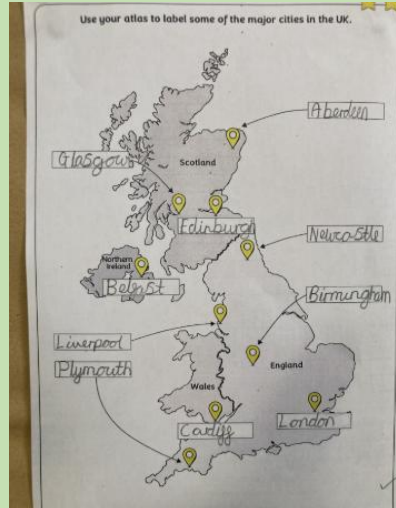 Use your atlas to label some of the major cities in the UK.
Aberdeen
Glasgow
Scotland
Edinburgh
Newcastle
Northern
Ireland
Belfast
Birmingham
Liverpool
England
Plymouth
Wales
London
Cardiff